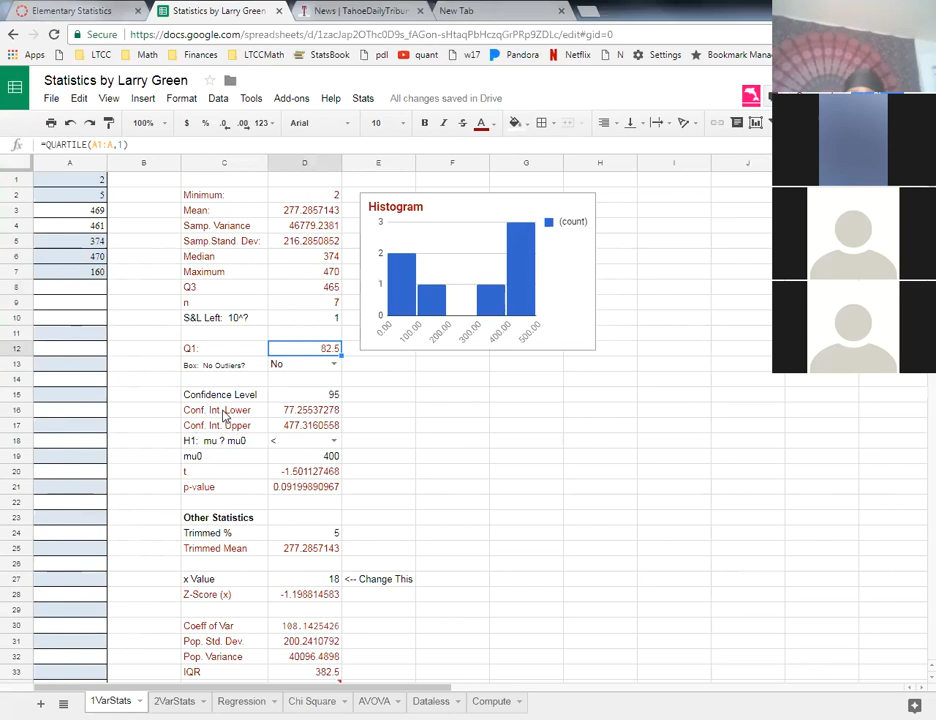 Elementary Statistics
Statistics by Larry Green
News | TahoeDailyTribun
New Tab
Secure
https://docs.google.com/spreadsheets/d/1zacJap2OThc0D9s_fAGon-sHtaqPbHczqGrPRp9ZDLc/edit#gid=0
Apps LTCC Math Finances LTCCMath StatsBook pdl quant w17 Pandora Netflix Settings Bookmark Mana
Statistics by Larry Green
File Edit View Insert Format Data Tools Add-ons Help Stats All changes saved in Drive
100% $ % .0 .00 123 Arial 10 B I S A
fx =QUARTILE(A1:A,1)
A B C D E F G H I J
1 2
2 5 Minimum: 2
3 469 Mean: 277.2857143
4 461 Samp. Variance 46779.2381
5 374 Samp.Stand. Dev: 216.2850852
6 470 Median 374
7 160 Maximum 470
8 Q3 465
9 n 7
10 S&L Left: 10^? 1
11
12 Q1: 82.5
13 Box: No Outliers? No
14
15 Confidence Level 95
16 Conf. Int. Lower 77.25537278
17 Conf. Int. Upper 477.3160558
18 H1: mu ? mu0 <
19 mu0 400
20 t -1.501127468
21 p-value 0.09199890967
22
23 Other Statistics
24 Trimmed % 5
25 Trimmed Mean 277.2857143
26
27 x Value 18 <-- Change This
28 Z-Score (x) -1.198814583
29
30 Coeff of Var 108.1425426
31 Pop. Std. Dev. 200.2410792
32 Pop. Variance 40096.4898
33 IQR 382.5
Histogram
3
2
1
0
0.00 100.00 200.00 300.00 400.00 500.00
(count)
1VarStats 2VarStats Regression Chi Square AVOVA Dataless Compute